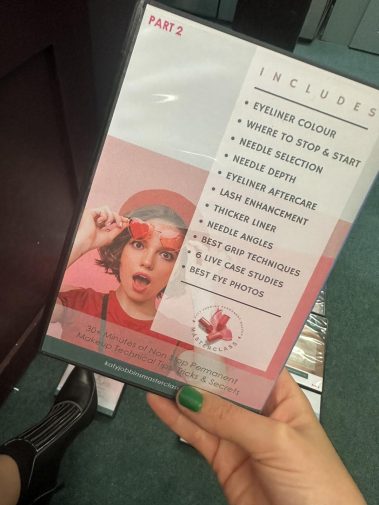 PART 2
INCLUDES
• EYELINER COLOUR
• WHERE TO STOP & START
• NEEDLE SELECTION
• NEEDLE DEPTH
• EYELINER AFTERCARE
• LASH ENHANCEMENT
• THICKER LINER
• NEEDLE ANGLES
• BEST GRIP TECHNIQUES
• 6 LIVE CASE STUDIES
• BEST EYE PHOTOS
MASTERCLASS
30+ Minutes of Non Stop Permanent
Makeup Technical Tips Tricks & Secrets
katyjobbinsmasterclass